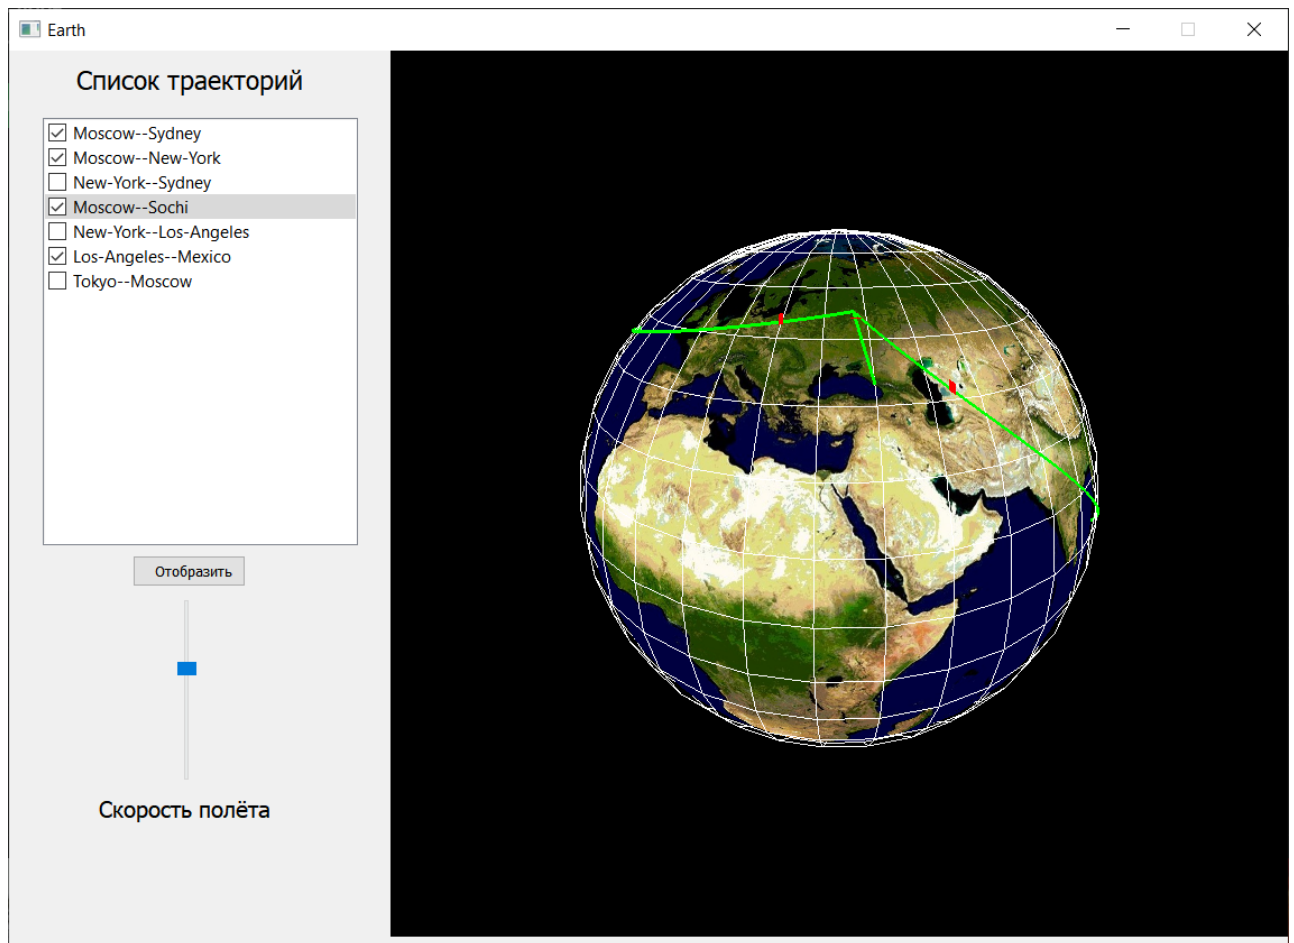 Earth
Список траекторий
Moscow--Sydney
Moscow--New-York
New-York--Sydney
Moscow--Sochi
New-York--Los-Angeles
Los-Angeles--Mexico
Tokyo--Moscow
Отобразить
Скорость полёта